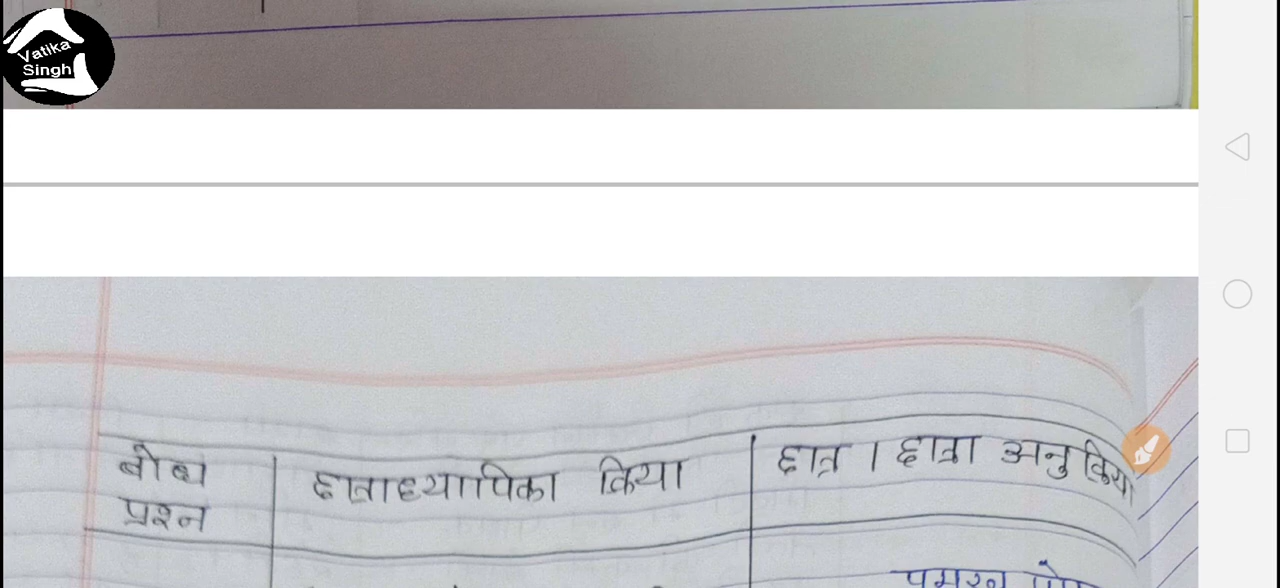 Vatika
Singh
बोध प्रश्न | छात्राध्यापिका क्रिया | छात्र / छात्रा अनुक्रिया